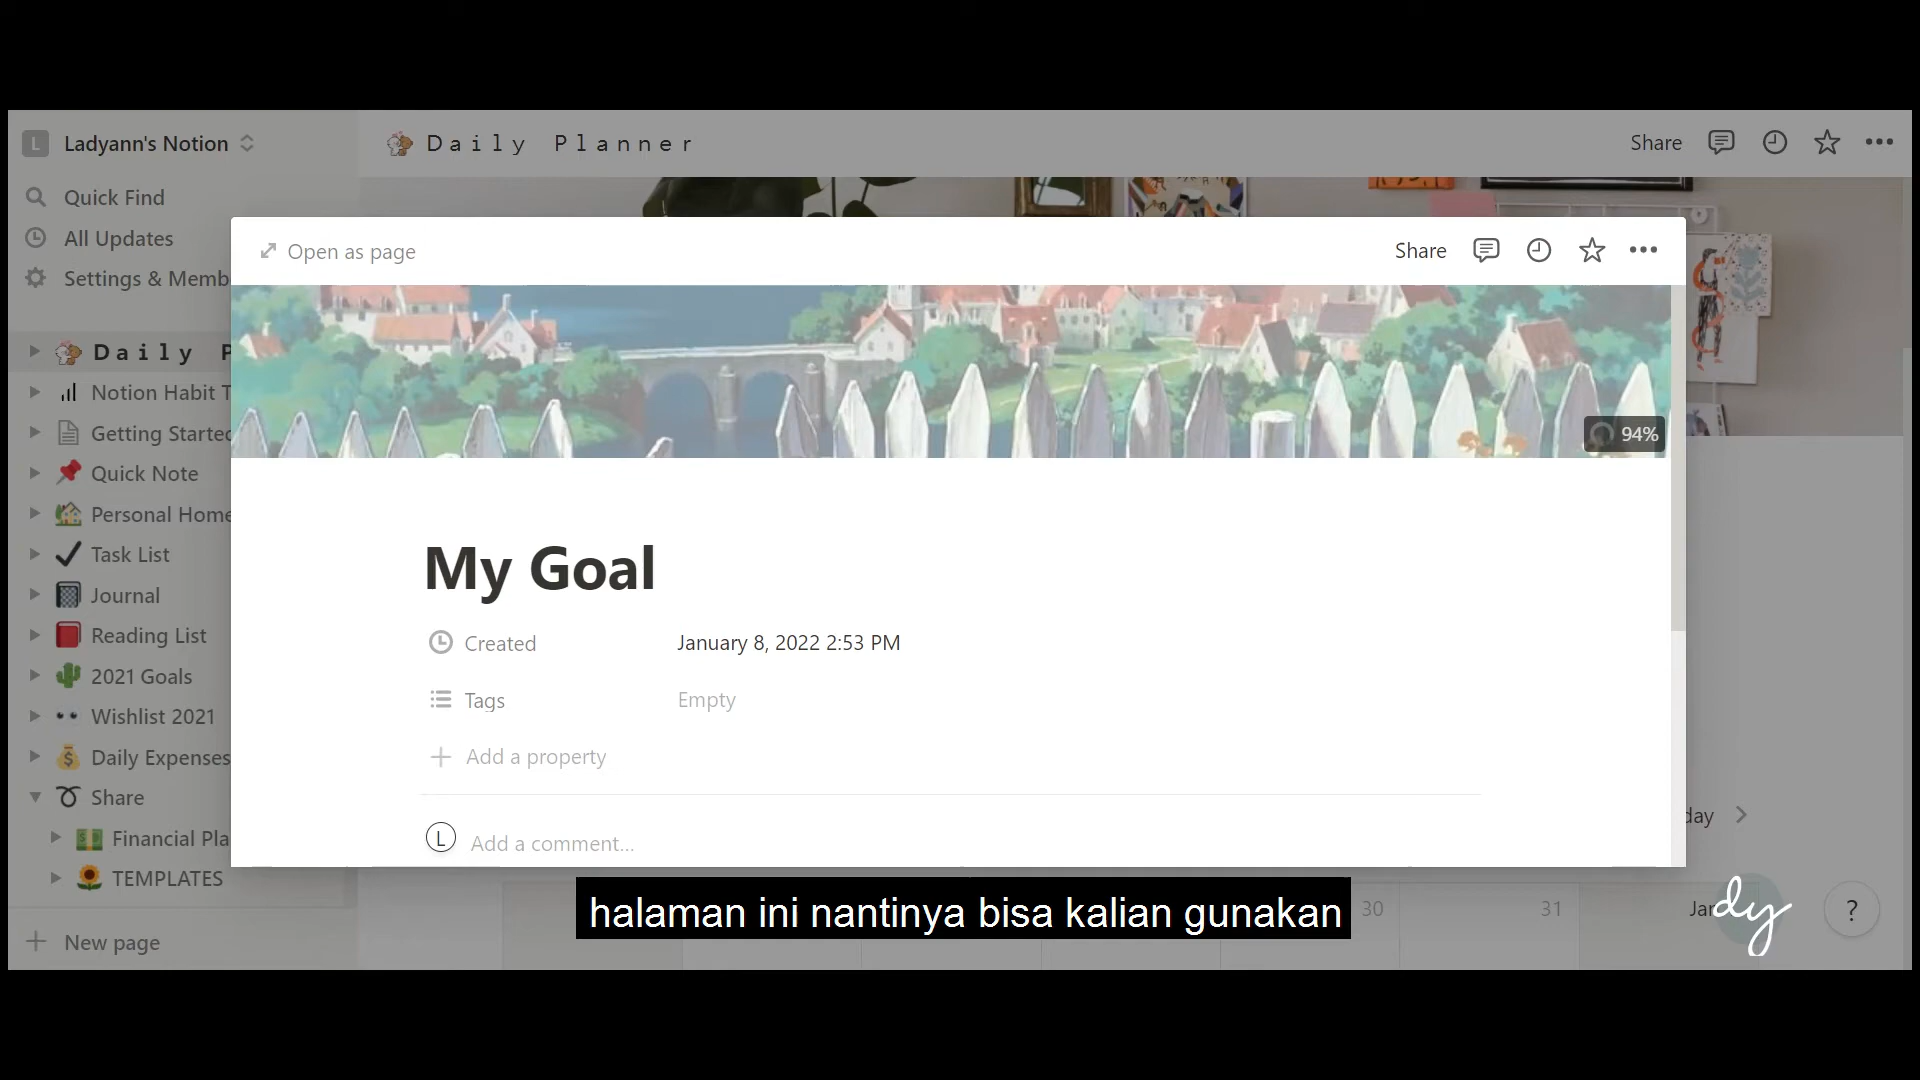 L Ladyann's Notion
Daily Planner
Share
Quick Find
All Updates
Settings & Memb
Open as page
Share
Daily P
Notion Habit T
Getting Started
Quick Note
Personal Home
Task List
Journal
Reading List
2021 Goals
Wishlist 2021
Daily Expenses
Share
Financial Pla
TEMPLATES
New page
94%
My Goal
Created January 8, 2022 2:53 PM
Tags Empty
Add a property
L Add a comment...
day
30
31
Jan
dy
?
halaman ini nantinya bisa kalian gunakan